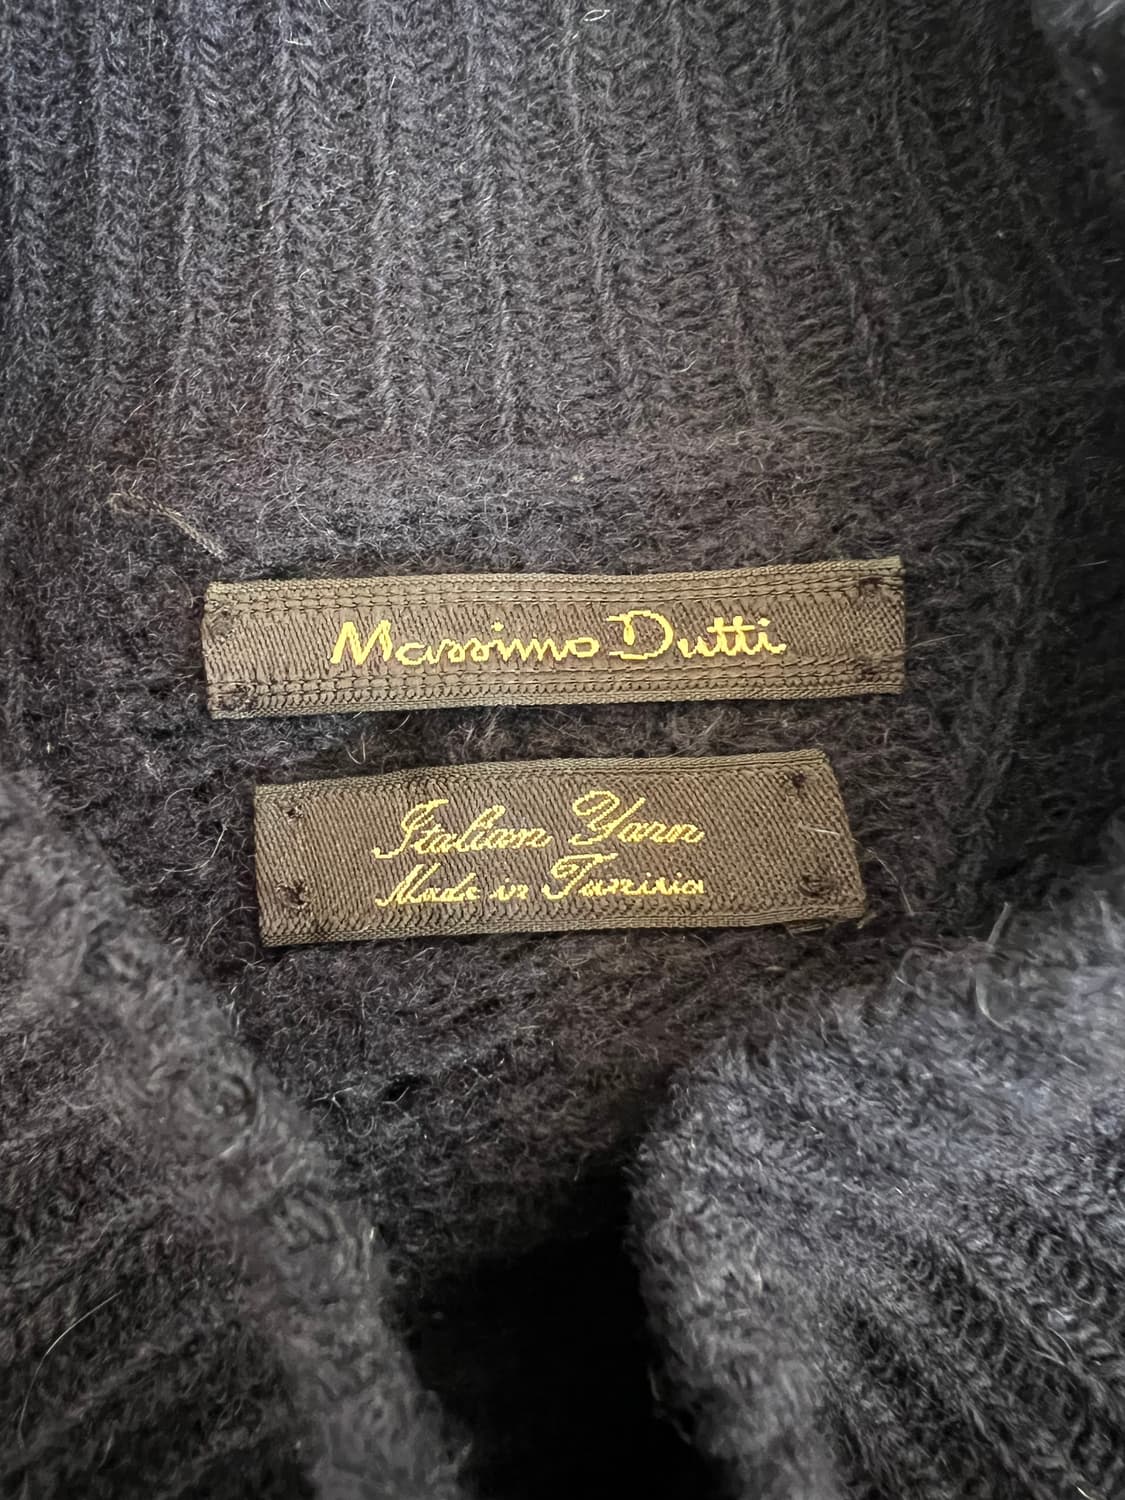 Massimo Dutti
Italian Yarn
Made in Tunisia